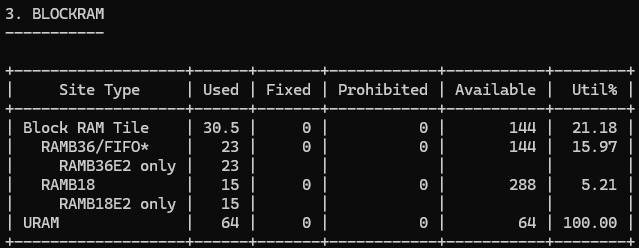 3. BLOCKRAM
-----------
+-------------------+------+-------+------------+-----------+--------+
|     Site Type     | Used | Fixed | Prohibited | Available |  Util% |
+-------------------+------+-------+------------+-----------+--------+
| Block RAM Tile    | 30.5 |     0 |          0 |       144 |  21.18 |
|   RAMB36/FIFO*    |   23 |     0 |          0 |       144 |  15.97 |
|     RAMB36E2 only |   23 |       |            |           |        |
|   RAMB18          |   15 |     0 |          0 |       288 |   5.21 |
|     RAMB18E2 only |   15 |       |            |           |        |
| URAM              |   64 |     0 |          0 |        64 | 100.00 |
+-------------------+------+-------+------------+-----------+--------+